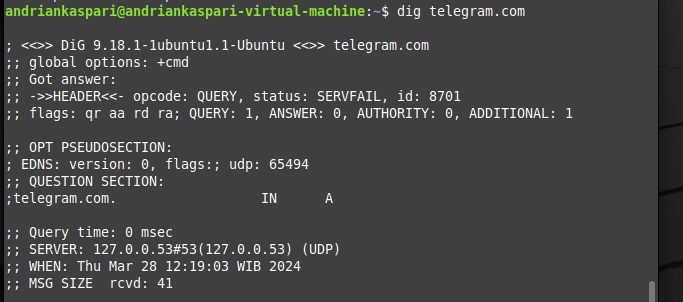 andriankaspari@andriankaspari-virtual-machine:~$ dig telegram.com
; <<>> DiG 9.18.1-1ubuntu1.1-Ubuntu <<>> telegram.com
;; global options: +cmd
;; Got answer:
;; ->>HEADER<<- opcode: QUERY, status: SERVFAIL, id: 8701
;; flags: qr aa rd ra; QUERY: 1, ANSWER: 0, AUTHORITY: 0, ADDITIONAL: 1
;; OPT PSEUDOSECTION:
; EDNS: version: 0, flags:; udp: 65494
;; QUESTION SECTION:
;telegram.com. IN A
;; Query time: 0 msec
;; SERVER: 127.0.0.53#53(127.0.0.53) (UDP)
;; WHEN: Thu Mar 28 12:19:03 WIB 2024
;; MSG SIZE rcvd: 41